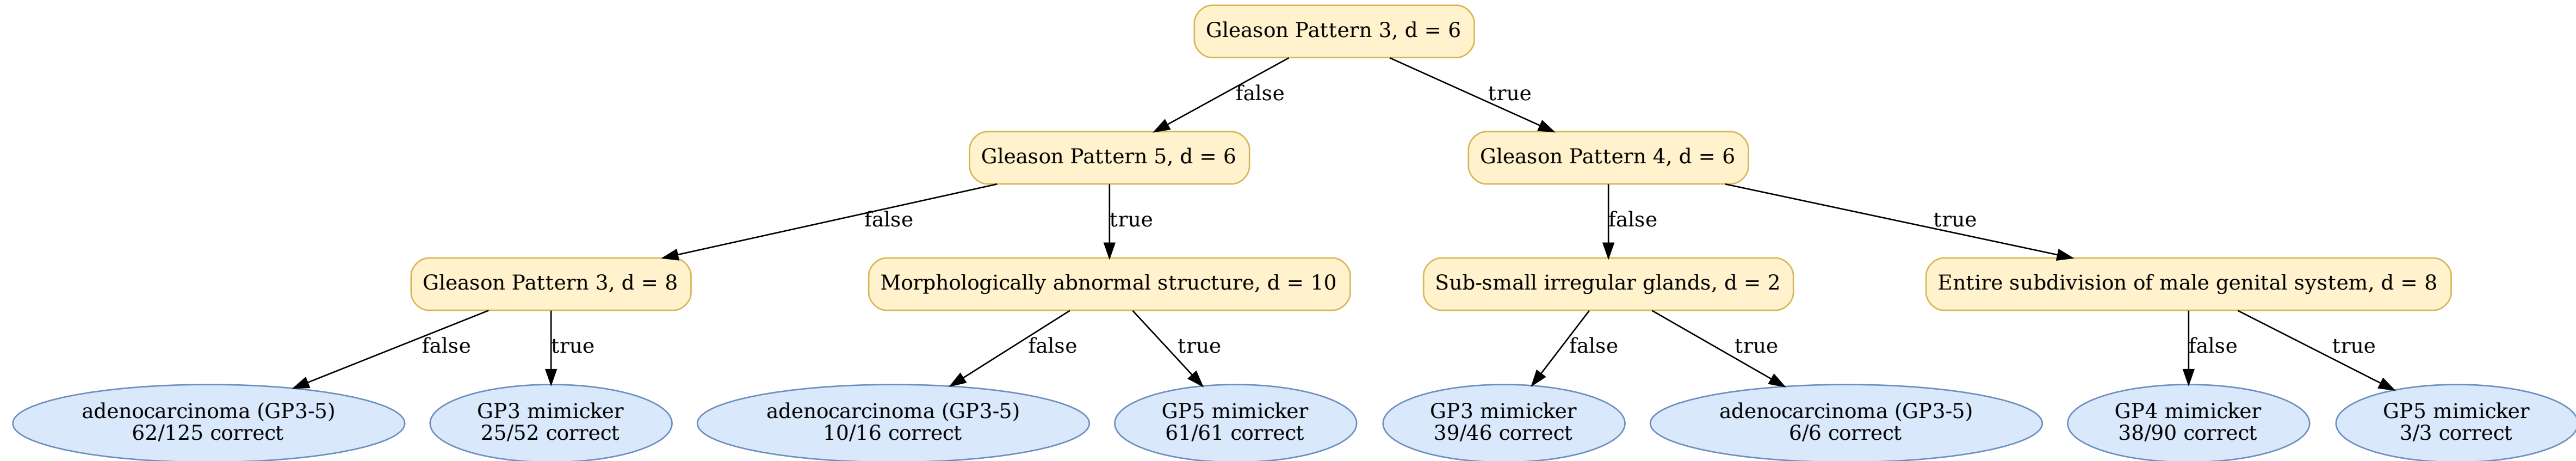 Gleason Pattern 3, d = 6
false
true
Gleason Pattern 5, d = 6
Gleason Pattern 4, d = 6
false
true
false
true
Gleason Pattern 3, d = 8
Morphologically abnormal structure, d = 10
Sub-small irregular glands, d = 2
Entire subdivision of male genital system, d = 8
false
true
false
true
false
true
false
true
adenocarcinoma (GP3-5)
62/125 correct
GP3 mimicker
25/52 correct
adenocarcinoma (GP3-5)
10/16 correct
GP5 mimicker
61/61 correct
GP3 mimicker
39/46 correct
adenocarcinoma (GP3-5)
6/6 correct
GP4 mimicker
38/90 correct
GP5 mimicker
3/3 correct